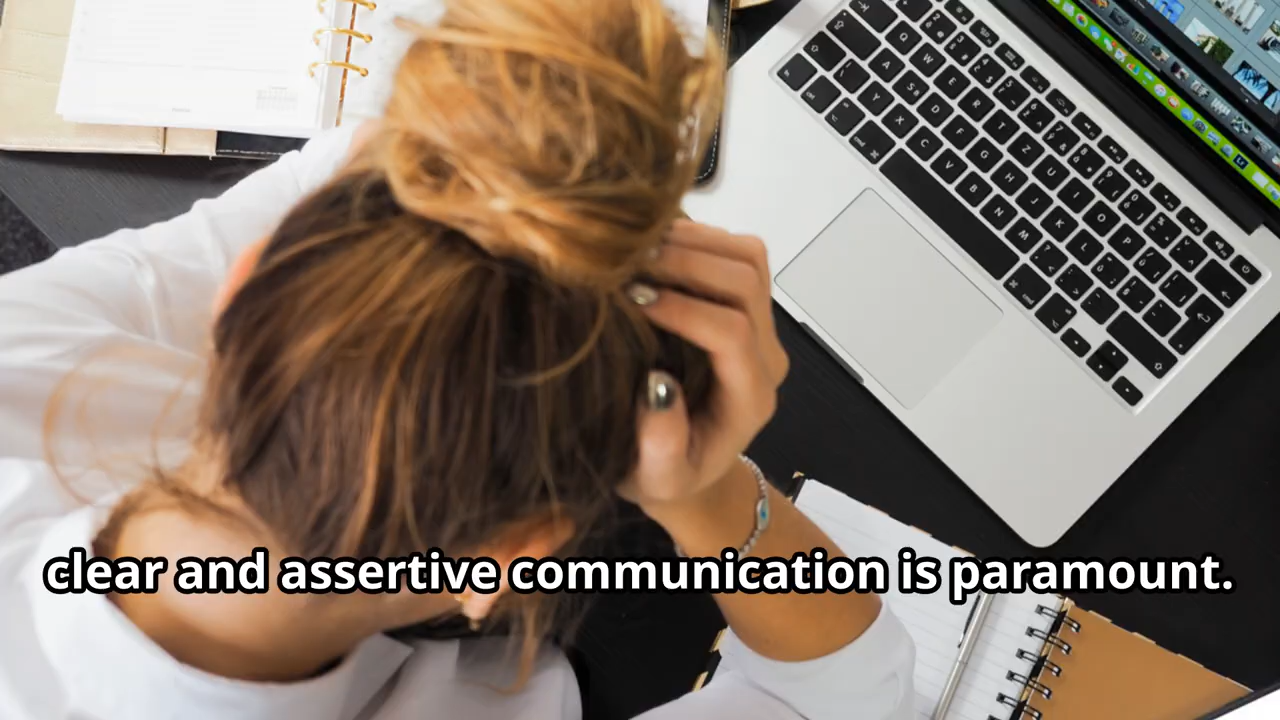 clear and assertive communication is paramount.
Q W E R T Z U I O P
A S D F G H J K L
Y X C V B N M